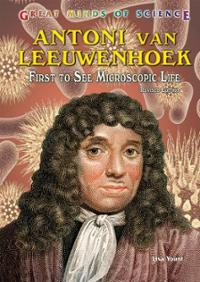 GREAT MINDS OF SCIENCE
ANTONI VAN
LEEUWENHOEK
FIRST TO SEE MICROSCOPIC LIFE
Revised Edition
Lisa Yount